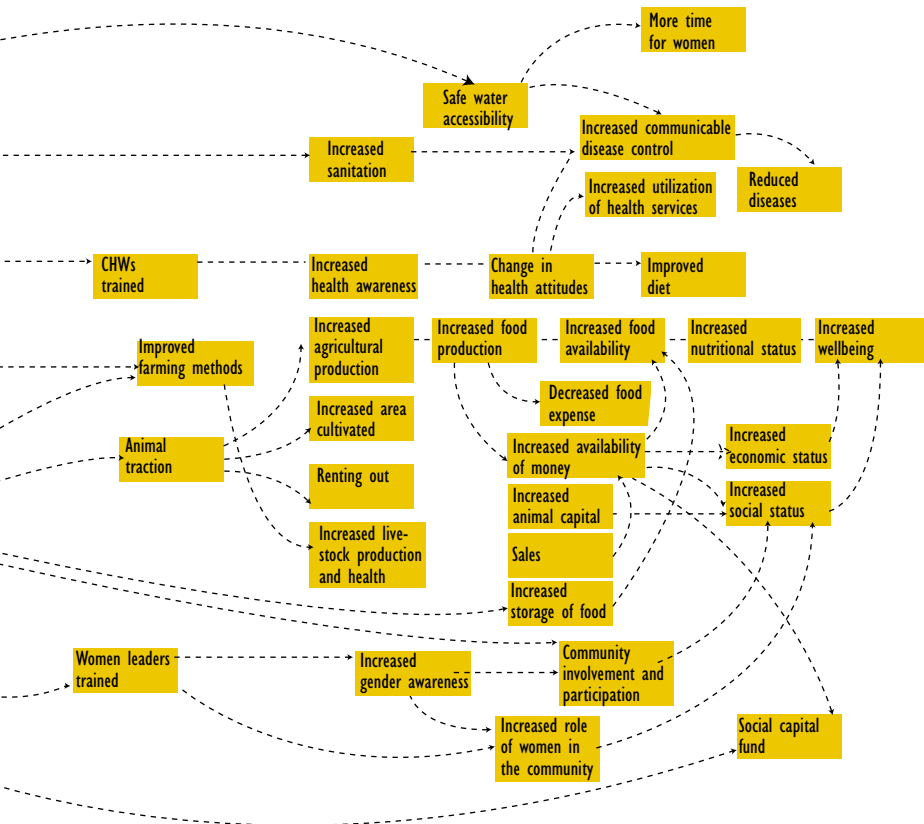 More time
for women
Safe water
accessibility
Increased communicable
disease control
Increased
sanitation
Reduced
diseases
Increased utilization
of health services
CHWs
trained
Increased
health awareness
Change in
health attitudes
Improved
diet
Increased
agricultural
production
Increased food
production
Increased food
availability
Increased
nutritional status
Increased
wellbeing
Improved
farming methods
Decreased food
expense
Increased area
cultivated
Animal
traction
Increased availability
of money
Increased
economic status
Renting out
Increased
animal capital
Increased
social status
Increased live-
stock production
and health
Sales
Increased
storage of food
Women leaders
trained
Increased
gender awareness
Community
involvement and
participation
Increased role
of women in
the community
Social capital
fund